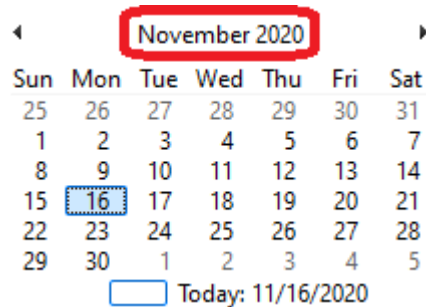 November 2020
Sun Mon Tue Wed Thu Fri Sat
25 26 27 28 29 30 31
1 2 3 4 5 6 7
8 9 10 11 12 13 14
15 16 17 18 19 20 21
22 23 24 25 26 27 28
29 30 1 2 3 4 5
Today: 11/16/2020